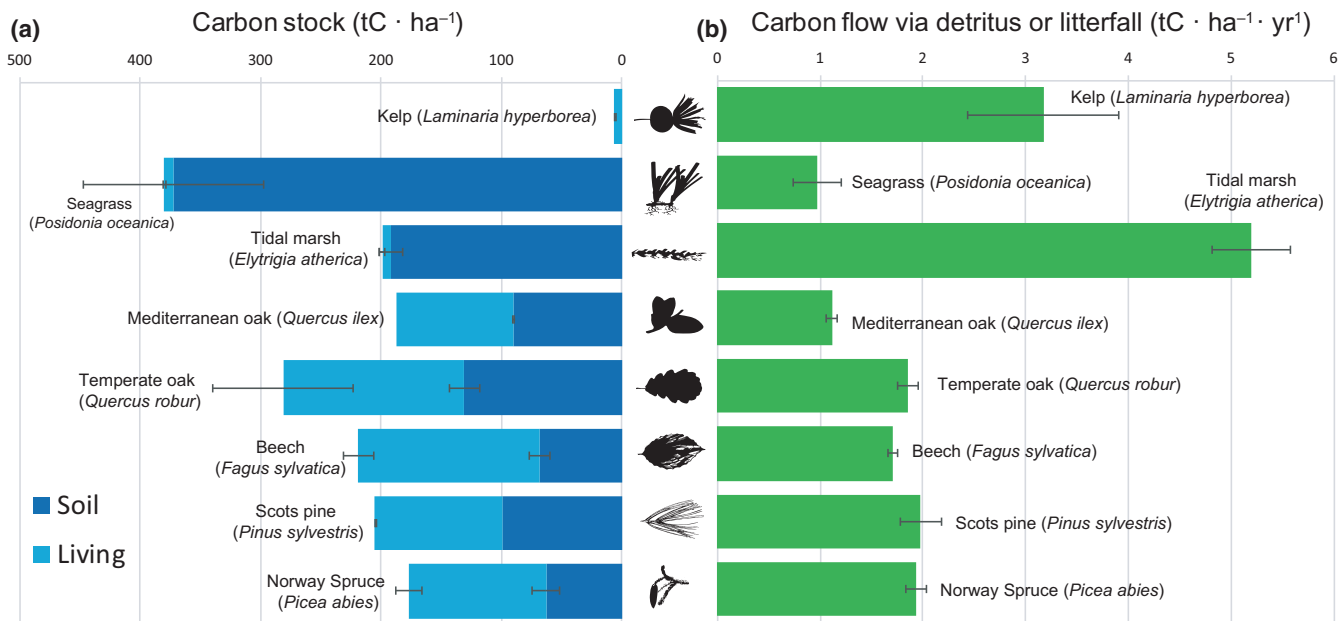 (a) Carbon stock (tC · ha⁻¹)
500 400 300 200 100 0
Kelp (Laminaria hyperborea)
Seagrass
(Posidonia oceanica)
Tidal marsh
(Elytrigia atherica)
Mediterranean oak (Quercus ilex)
Temperate oak
(Quercus robur)
Beech
(Fagus sylvatica)
Scots pine
(Pinus sylvestris)
Norway Spruce
(Picea abies)
Soil
Living
(b) Carbon flow via detritus or litterfall (tC · ha⁻¹ · yr¹)
0 1 2 3 4 5 6
Kelp (Laminaria hyperborea)
Seagrass (Posidonia oceanica)
Tidal marsh
(Elytrigia atherica)
Mediterranean oak (Quercus ilex)
Temperate oak (Quercus robur)
Beech (Fagus sylvatica)
Scots pine (Pinus sylvestris)
Norway Spruce (Picea abies)